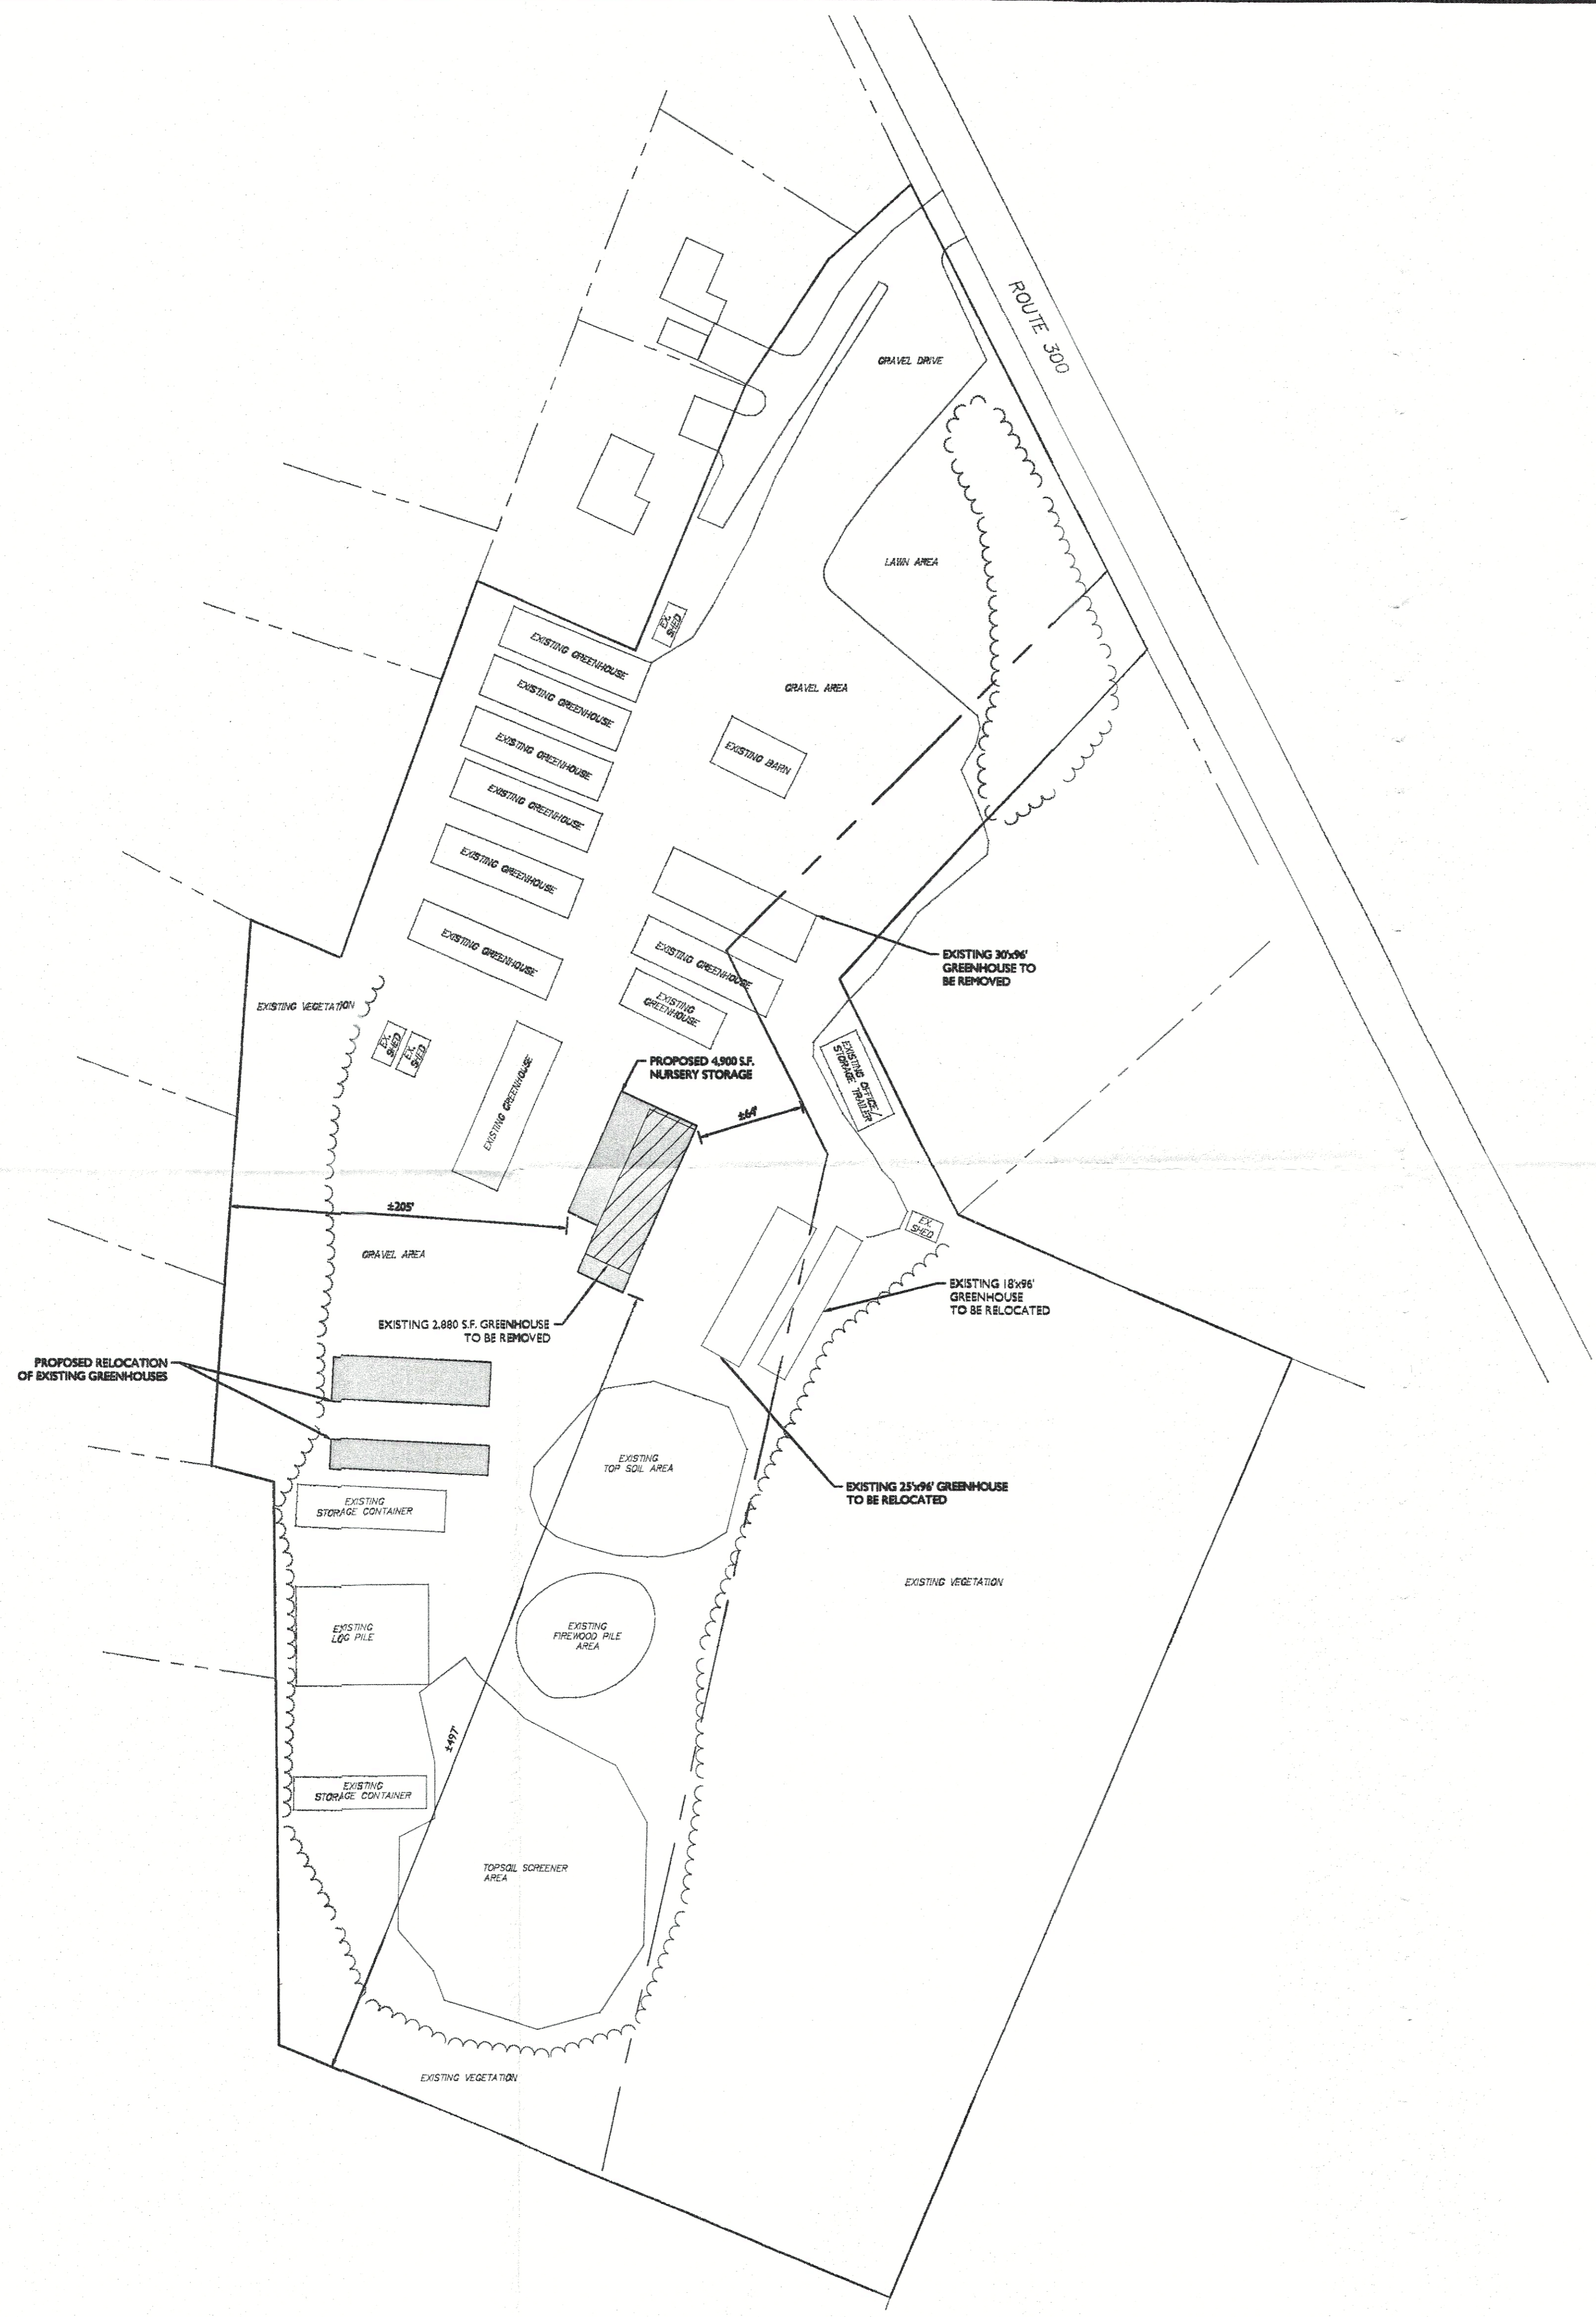 ROUTE 300
GRAVEL DRIVE
LAWN AREA
EX.
SHED
EXISTING GREENHOUSE
EXISTING GREENHOUSE
GRAVEL AREA
EXISTING GREENHOUSE
EXISTING BARN
EXISTING GREENHOUSE
EXISTING GREENHOUSE
EXISTING GREENHOUSE
EXISTING GREENHOUSE
EXISTING 30'x96'
GREENHOUSE TO
BE REMOVED
EXISTING VEGETATION
EXISTING
GREENHOUSE
EX.
SHED
EX.
SHED
EXISTING GREENHOUSE
PROPOSED 4,900 S.F.
NURSERY STORAGE
EXISTING OFFICE/
STORAGE TRAILER
±64'
±205'
EX.
SHED
GRAVEL AREA
EXISTING 18'x96'
GREENHOUSE
TO BE RELOCATED
EXISTING 2,880 S.F. GREENHOUSE
TO BE REMOVED
PROPOSED RELOCATION
OF EXISTING GREENHOUSES
EXISTING
TOP SOIL AREA
EXISTING 25'x96' GREENHOUSE
TO BE RELOCATED
EXISTING
STORAGE CONTAINER
EXISTING VEGETATION
EXISTING
LOG PILE
EXISTING
FIREWOOD PILE
AREA
±497'
EXISTING
STORAGE CONTAINER
TOPSOIL SCREENER
AREA
EXISTING VEGETATION